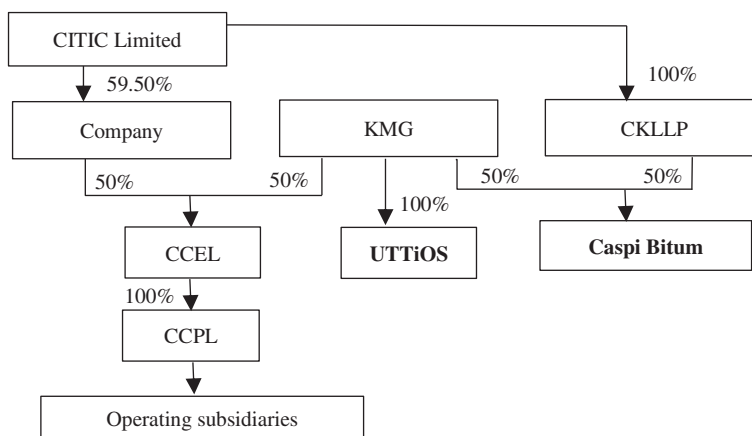 CITIC Limited
59.50%
100%
Company
KMG
CKLLP
50%
50%
50%
50%
100%
CCEL
UTTiOS
Caspi Bitum
100%
CCPL
Operating subsidiaries